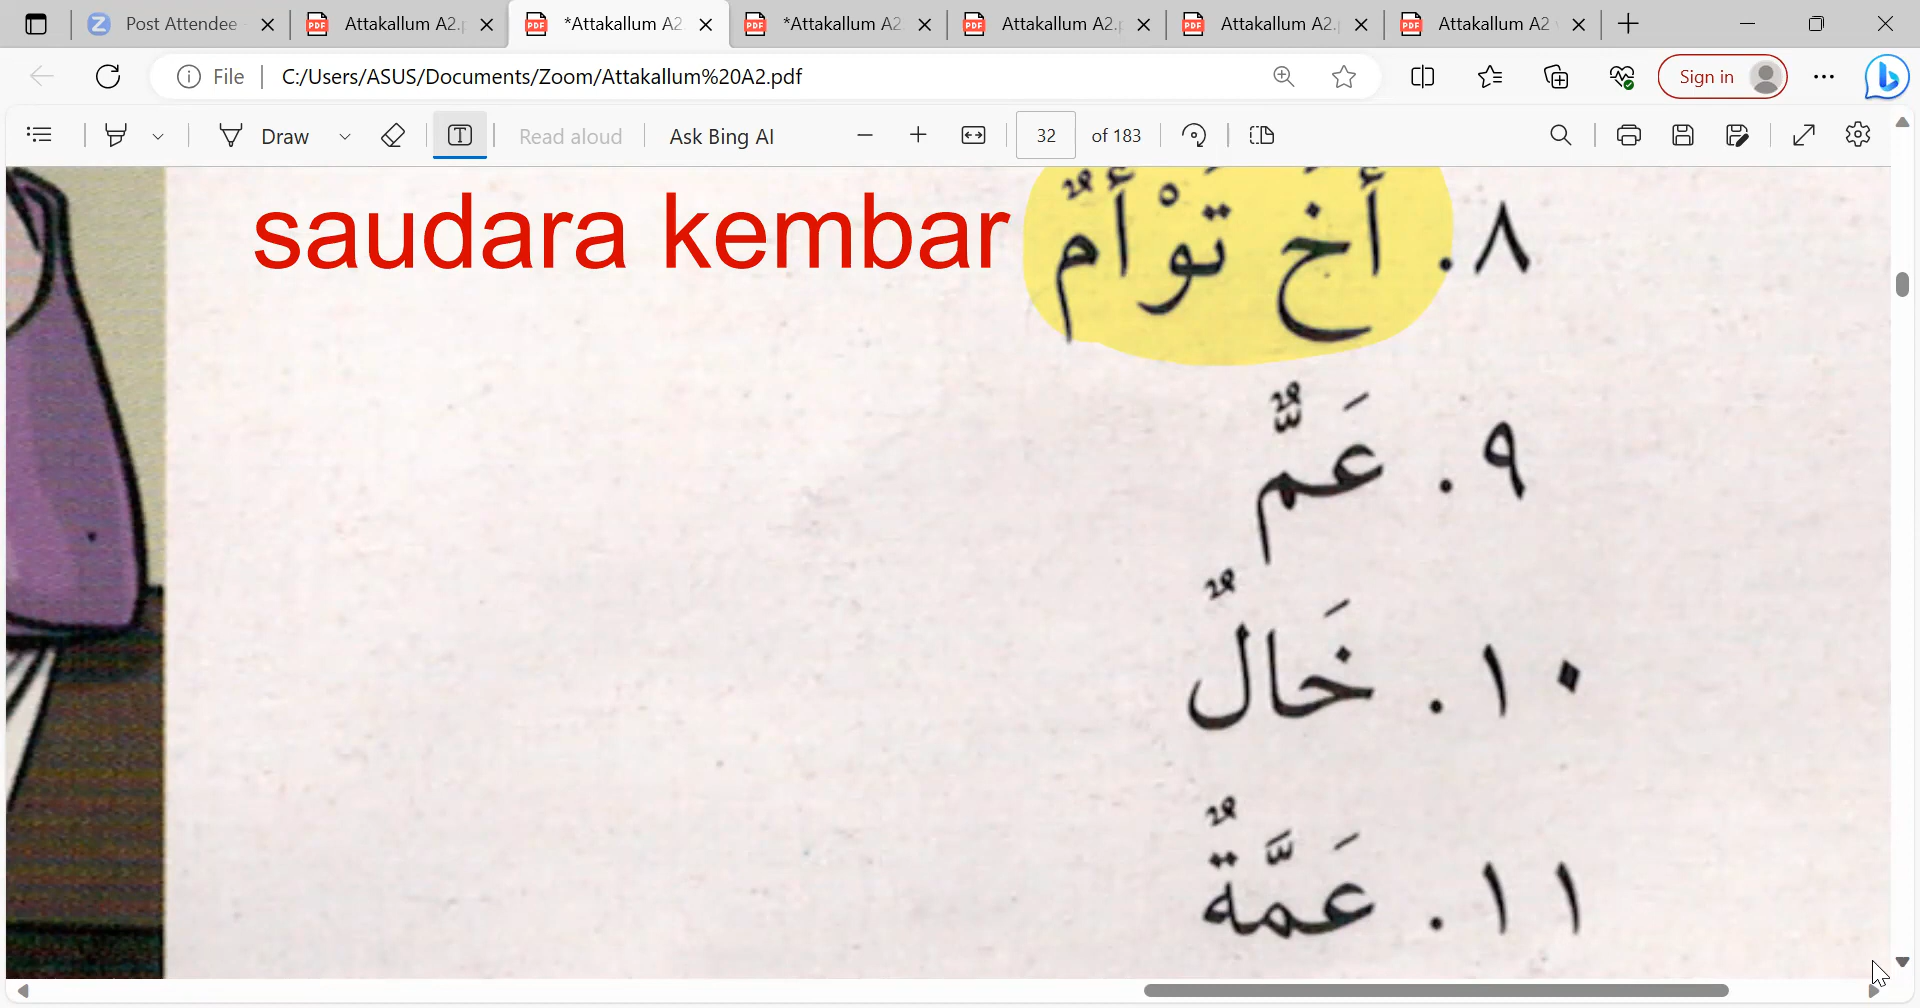 Post Attendee
Attakallum A2.p
*Attakallum A2
*Attakallum A2
Attakallum A2.p
Attakallum A2.
Attakallum A2
File
C:/Users/ASUS/Documents/Zoom/Attakallum%20A2.pdf
Sign in
Draw
Read aloud
Ask Bing AI
32 of 183
٨. أَخٌ تَوْأَمٌ saudara kembar
٩. عَمٌّ
١٠. خَالٌ
١١. عَمَّةٌ